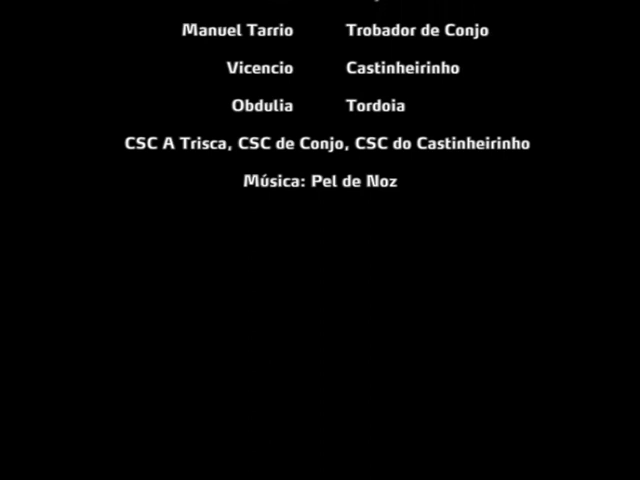 Manuel Tarrio Trobador de Conjo
Vicencio Castinheirinho
Obdulia Tordoia
CSC A Trisca, CSC de Conjo, CSC do Castinheirinho
Música: Pel de Noz